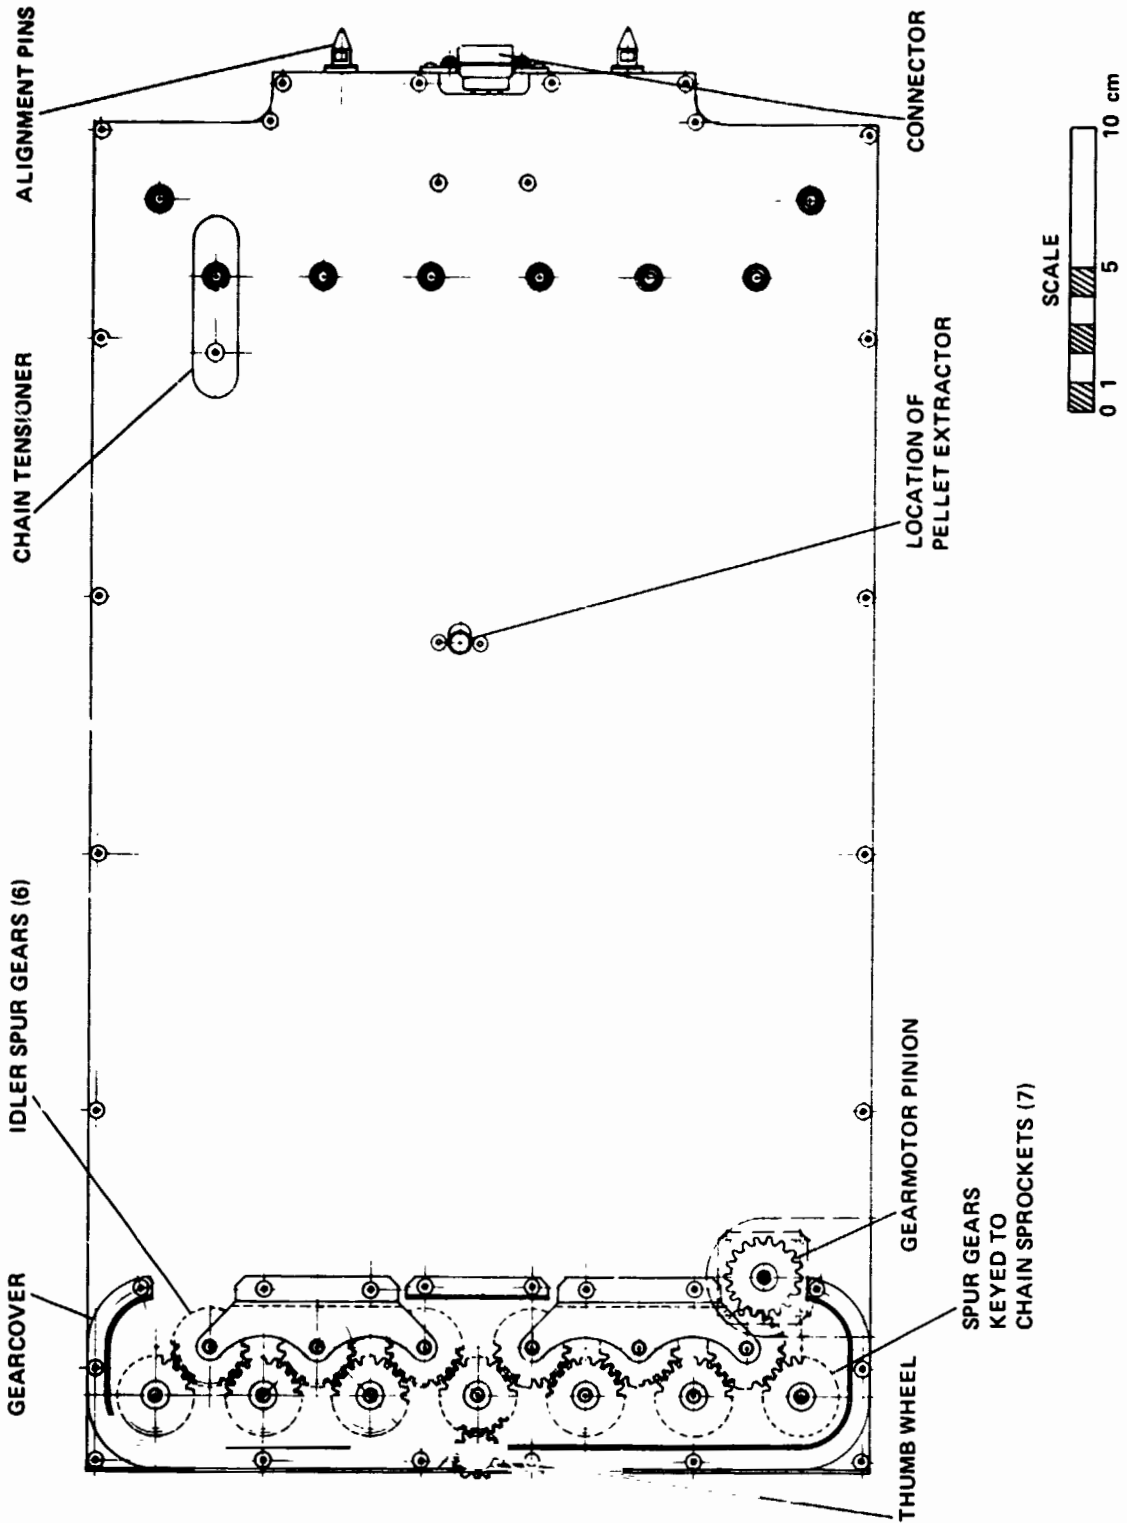 GEARCOVER
IDLER SPUR GEARS (6)
CHAIN TENSIONER
ALIGNMENT PINS
THUMB WHEEL
SPUR GEARS
KEYED TO
CHAIN SPROCKETS (7)
GEARMOTOR PINION
LOCATION OF
PELLET EXTRACTOR
CONNECTOR
SCALE
0 1 5 10 cm